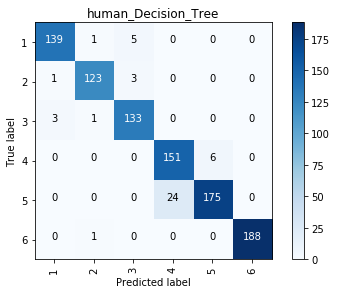 human_Decision_Tree
1 139 1 5 0 0 0
2 1 123 3 0 0 0
3 3 1 133 0 0 0
4 0 0 0 151 6 0
5 0 0 0 24 175 0
6 0 1 0 0 0 188
1 2 3 4 5 6
True label
Predicted label
175
150
125
100
75
50
25
0